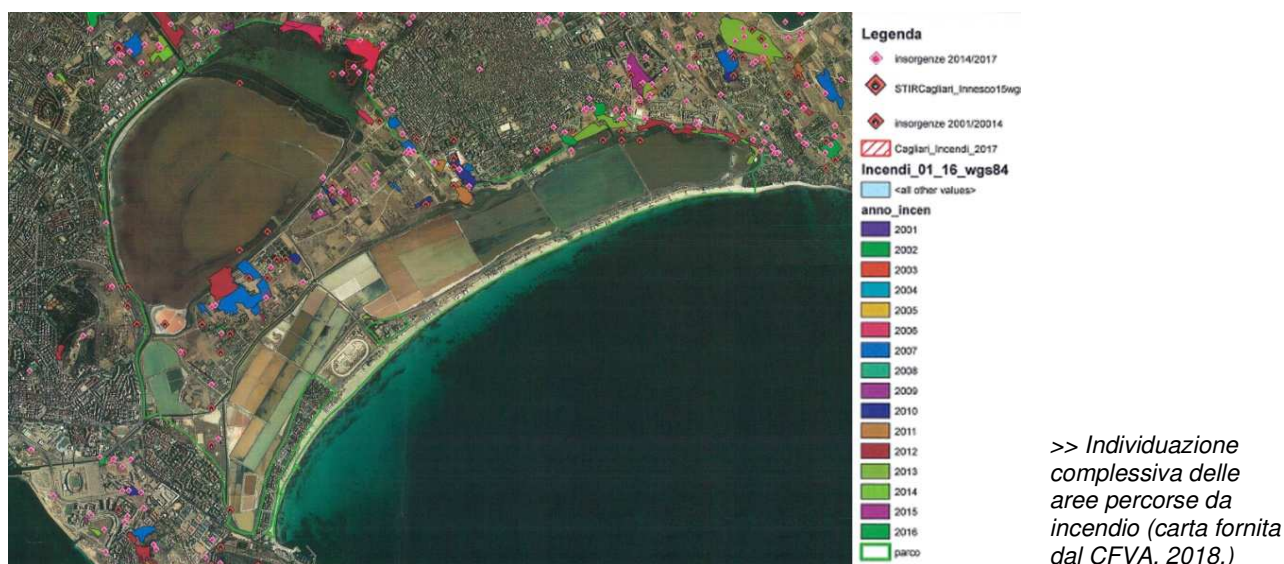 Legenda
insorgenze 2014/2017
STIRCagliari_Innesco15wg
insorgenze 2001/20014
Cagliari_Incendi_2017
Incendi_01_16_wgs84
<all other values>
anno_incen
2001
2002
2003
2004
2005
2006
2007
2008
2009
2010
2011
2012
2013
2014
2015
2016
parco
>> Individuazione
complessiva delle
aree percorse da
incendio (carta fornita
dal CFVA, 2018.)